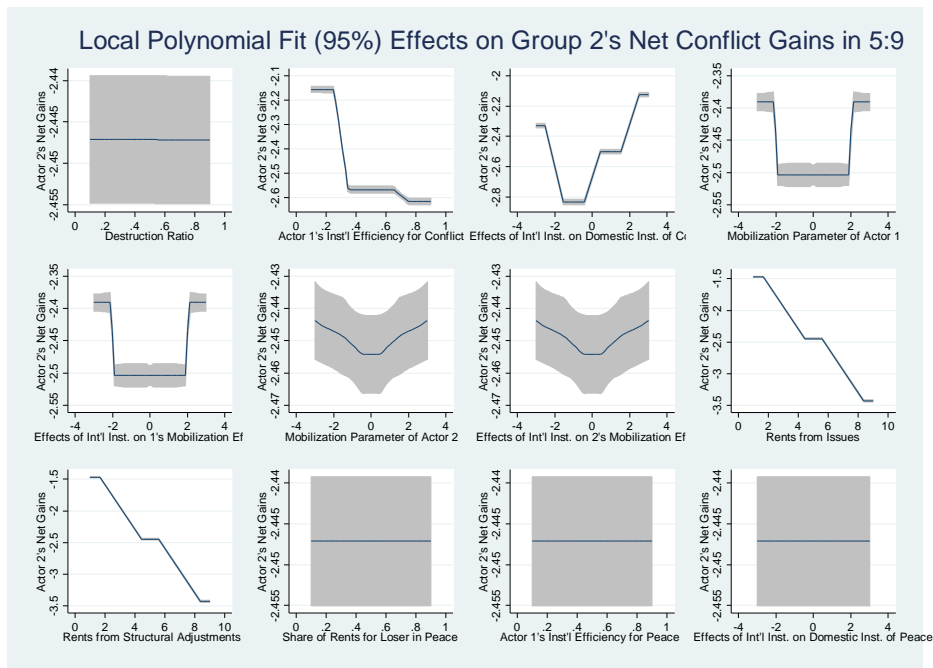 Local Polynomial Fit (95%) Effects on Group 2's Net Conflict Gains in 5:9
Actor 2's Net Gains
-2.44
-2.445
-2.45
-2.455
0 .2 .4 .6 .8 1
Destruction Ratio
Actor 2's Net Gains
-2.1
-2.2
-2.3
-2.4
-2.5
-2.6
0 .2 .4 .6 .8 1
Actor 1's Inst'l Efficiency for Conflict
Actor 2's Net Gains
-2
-2.2
-2.4
-2.6
-2.8
-4 -2 0 2 4
Effects of Int'l Inst. on Domestic Inst. of Co
Actor 2's Net Gains
-2.35
-2.4
-2.45
-2.5
-2.55
-4 -2 0 2 4
Mobilization Parameter of Actor 1
Actor 2's Net Gains
-2.35
-2.4
-2.45
-2.5
-2.55
-4 -2 0 2 4
Effects of Int'l Inst. on 1's Mobilization Ef
Actor 2's Net Gains
-2.43
-2.44
-2.45
-2.46
-2.47
-4 -2 0 2 4
Mobilization Parameter of Actor 2
Actor 2's Net Gains
-2.43
-2.44
-2.45
-2.46
-2.47
-4 -2 0 2 4
Effects of Int'l Inst. on 2's Mobilization Ef
Actor 2's Net Gains
-1.5
-2
-2.5
-3
-3.5
0 2 4 6 8 10
Rents from Issues
Actor 2's Net Gains
-1.5
-2
-2.5
-3
-3.5
0 2 4 6 8 10
Rents from Structural Adjustments
Actor 2's Net Gains
-2.44
-2.445
-2.45
-2.455
0 .2 .4 .6 .8 1
Share of Rents for Loser in Peace
Actor 2's Net Gains
-2.44
-2.445
-2.45
-2.455
0 .2 .4 .6 .8 1
Actor 1's Inst'l Efficiency for Peace
Actor 2's Net Gains
-2.44
-2.445
-2.45
-2.455
-4 -2 0 2 4
Effects of Int'l Inst. on Domestic Inst. of Peace